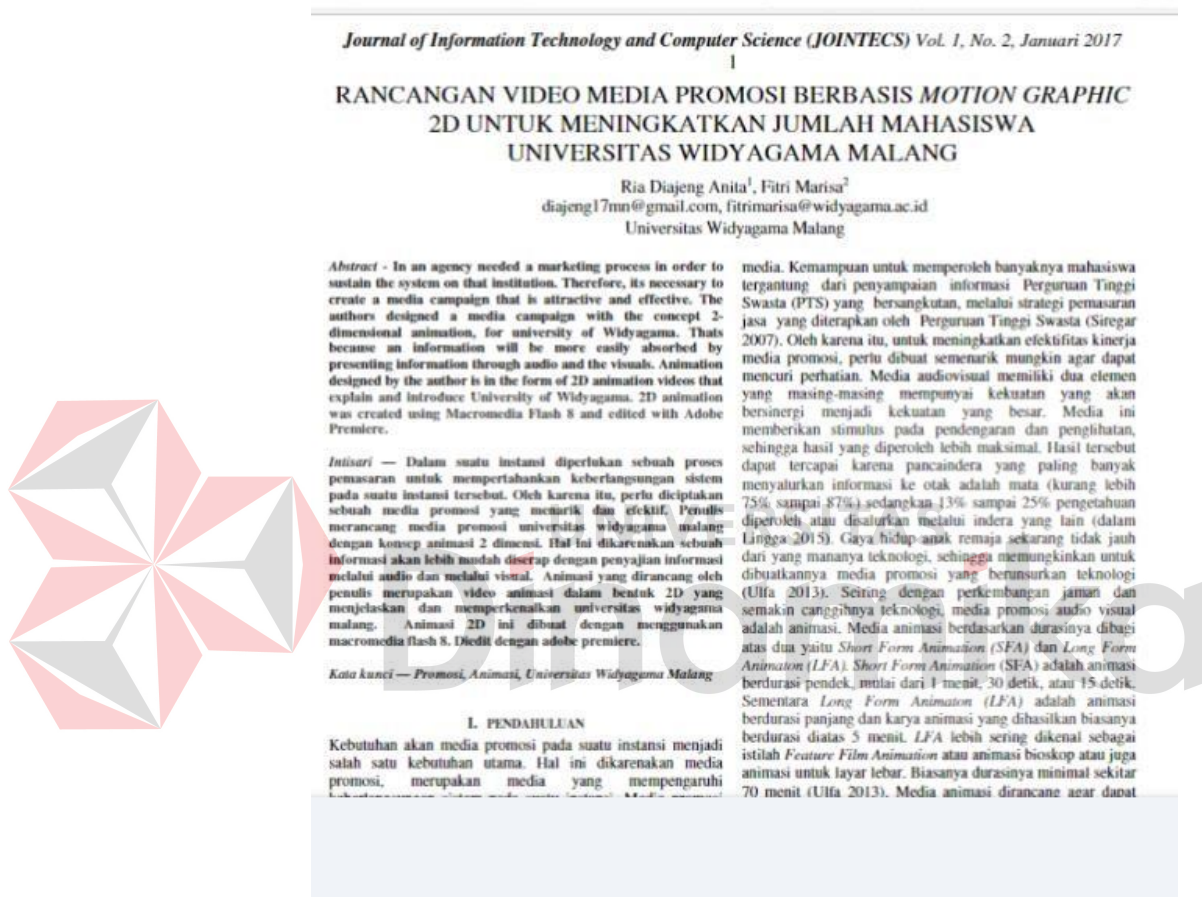 Journal of Information Technology and Computer Science (JOINTECS) Vol. 1, No. 2, Januari 2017
1
RANCANGAN VIDEO MEDIA PROMOSI BERBASIS MOTION GRAPHIC
2D UNTUK MENINGKATKAN JUMLAH MAHASISWA
UNIVERSITAS WIDYAGAMA MALANG
Ria Diajeng Anita1, Fitri Marisa2
diajeng17mn@gmail.com, fitrimarisa@widyagama.ac.id
Universitas Widyagama Malang
Abstract - In an agency needed a marketing process in order to
sustain the system on that institution. Therefore, its necessary to
create a media campaign that is attractive and effective. The
authors designed a media campaign with the concept 2-
dimensional animation, for university of Widyagama. Thats
because an information will be more easily absorbed by
presenting information through audio and the visuals. Animation
designed by the author is in the form of 2D animation videos that
explain and introduce University of Widyagama. 2D animation
was created using Macromedia Flash 8 and edited with Adobe
Premiere.
Intisari — Dalam suatu instansi diperlukan sebuah proses
pemasaran untuk mempertahankan keberlangsungan sistem
pada suatu instansi tersebut. Oleh karena itu, perlu diciptakan
sebuah media promosi yang menarik dan efektif. Penulis
merancang media promosi universitas widyagama malang
dengan konsep animasi 2 dimensi. Hal ini dikarenakan sebuah
informasi akan lebih mudah diserap dengan penyajian informasi
melalui audio dan melalui visual. Animasi yang dirancang oleh
penulis merupakan video animasi dalam bentuk 2D yang
menjelaskan dan memperkenalkan universitas widyagama
malang. Animasi 2D ini dibuat dengan menggunakan
macromedia flash 8. Diedit dengan adobe premiere.
Kata kunci — Promosi, Animasi, Universitas Widyagama Malang
I. PENDAHULUAN
Kebutuhan akan media promosi pada suatu instansi menjadi
salah satu kebutuhan utama. Hal ini dikarenakan media
promosi, merupakan media yang mempengaruhi
media. Kemampuan untuk memperoleh banyaknya mahasiswa
tergantung dari penyampaian informasi Perguruan Tinggi
Swasta (PTS) yang bersangkutan, melalui strategi pemasaran
jasa yang diterapkan oleh Perguruan Tinggi Swasta (Siregar
2007). Oleh karena itu, untuk meningkatkan efektifitas kinerja
media promosi, perlu dibuat semenarik mungkin agar dapat
mencuri perhatian. Media audiovisual memiliki dua elemen
yang masing-masing mempunyai kekuatan yang akan
bersinergi menjadi kekuatan yang besar. Media ini
memberikan stimulus pada pendengaran dan penglihatan,
sehingga hasil yang diperoleh lebih maksimal. Hasil tersebut
dapat tercapai karena pancaindera yang paling banyak
menyalurkan informasi ke otak adalah mata (kurang lebih
75% sampai 87%) sedangkan 13% sampai 25% pengetahuan
diperoleh atau disalurkan melalui indera yang lain (dalam
Lingga 2015). Gaya hidup anak remaja sekarang tidak jauh
dari yang mananya teknologi, sehingga memungkinkan untuk
dibuatkannya media promosi yang berunsurkan teknologi
(Ulfa 2013). Seiring dengan perkembangan jaman dan
semakin canggihnya teknologi, media promosi audio visual
adalah animasi. Media animasi berdasarkan durasinya dibagi
atas dua yaitu Short Form Animation (SFA) dan Long Form
Animaton (LFA). Short Form Animation (SFA) adalah animasi
berdurasi pendek, mulai dari 1 menit, 30 detik, atau 15 detik.
Sementara Long Form Animaton (LFA) adalah animasi
berdurasi panjang dan karya animasi yang dihasilkan biasanya
berdurasi diatas 5 menit. LFA lebih sering dikenal sebagai
istilah Feature Film Animation atau animasi bioskop atau juga
animasi untuk layar lebar. Biasanya durasinya minimal sekitar
70 menit (Ulfa 2013). Media animasi dirancang agar dapat
UNIVERSITAS
Dinamika